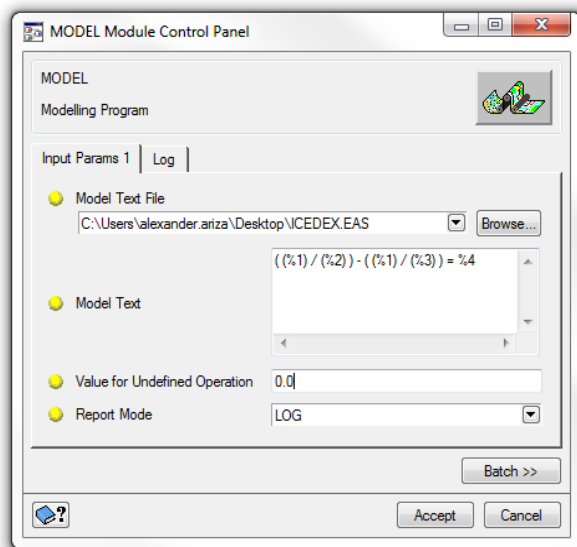 MODEL Module Control Panel
MODEL
Modelling Program
Input Params 1
Log
Model Text File
C:\Users\alexander.ariza\Desktop\ICEDEX.EAS
Browse...
Model Text
( (%1) / (%2) ) - ( (%1) / (%3) ) = %4
Value for Undefined Operation
0.0
Report Mode
LOG
Batch >>
?
Accept
Cancel